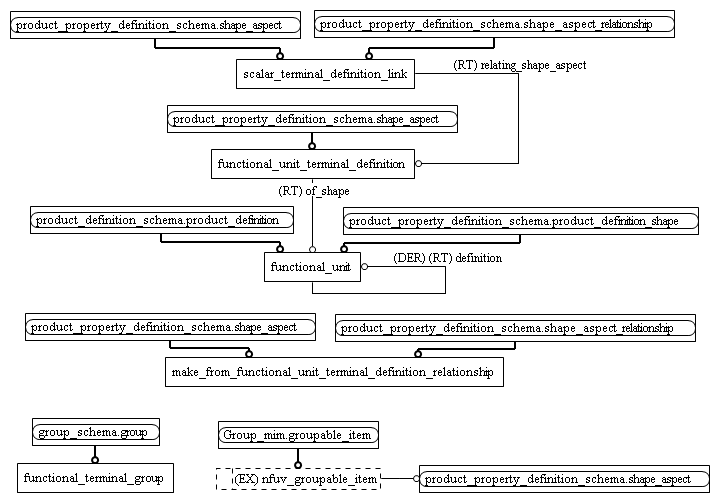 product_property_definition_schema.shape_aspect
product_property_definition_schema.shape_aspect_relationship
scalar_terminal_definition_link
(RT) relating_shape_aspect
product_property_definition_schema.shape_aspect
functional_unit_terminal_definition
(RT) of_shape
product_definition_schema.product_definition
product_property_definition_schema.product_definition_shape
functional_unit
(DER) (RT) definition
product_property_definition_schema.shape_aspect
product_property_definition_schema.shape_aspect_relationship
make_from_functional_unit_terminal_definition_relationship
group_schema.group
Group_mim.groupable_item
functional_terminal_group
(EX) nfuv_groupable_item
product_property_definition_schema.shape_aspect